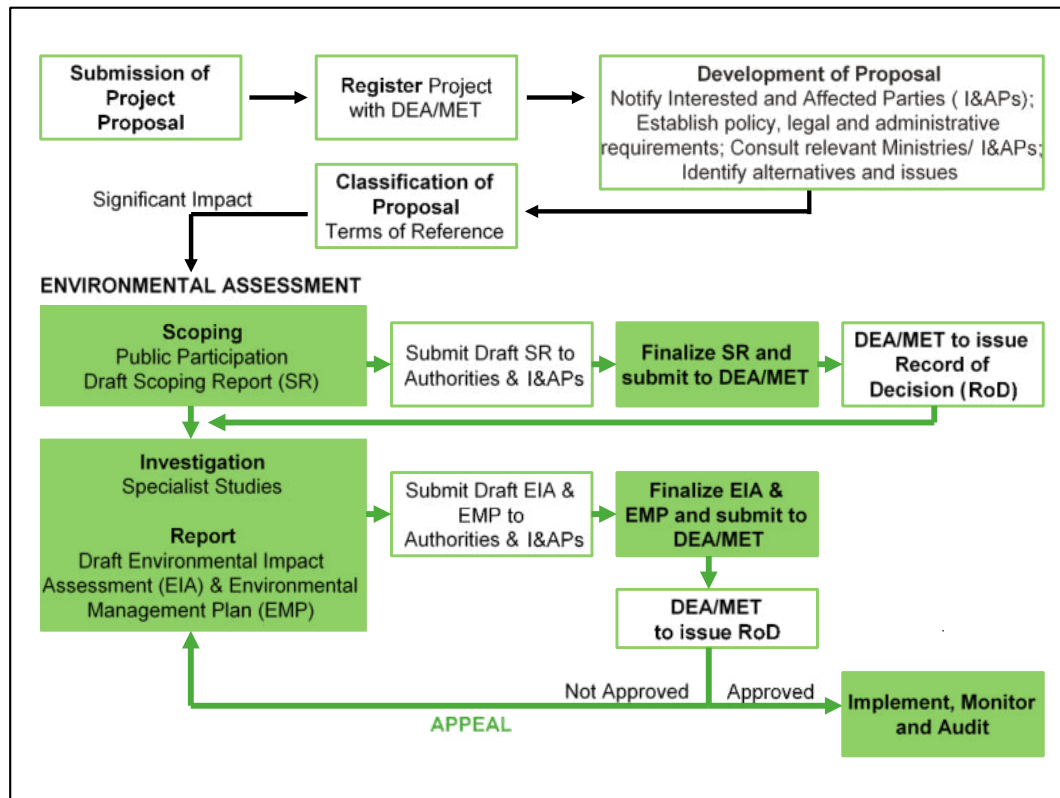 Submission of
Project
Proposal
Register Project
with DEA/MET
Development of Proposal
Notify Interested and Affected Parties ( I&APs);
Establish policy, legal and administrative
requirements; Consult relevant Ministries/ I&APs;
Identify alternatives and issues
Classification of
Proposal
Terms of Reference
Significant Impact
ENVIRONMENTAL ASSESSMENT
Scoping
Public Participation
Draft Scoping Report (SR)
Submit Draft SR to
Authorities & I&APs
Finalize SR and
submit to DEA/MET
DEA/MET to issue
Record of
Decision (RoD)
Investigation
Specialist Studies
Report
Draft Environmental Impact
Assessment (EIA) & Environmental
Management Plan (EMP)
Submit Draft EIA &
EMP to
Authorities & I&APs
Finalize EIA &
EMP and submit to
DEA/MET
DEA/MET
to issue RoD
Not Approved
Approved
APPEAL
Implement, Monitor
and Audit